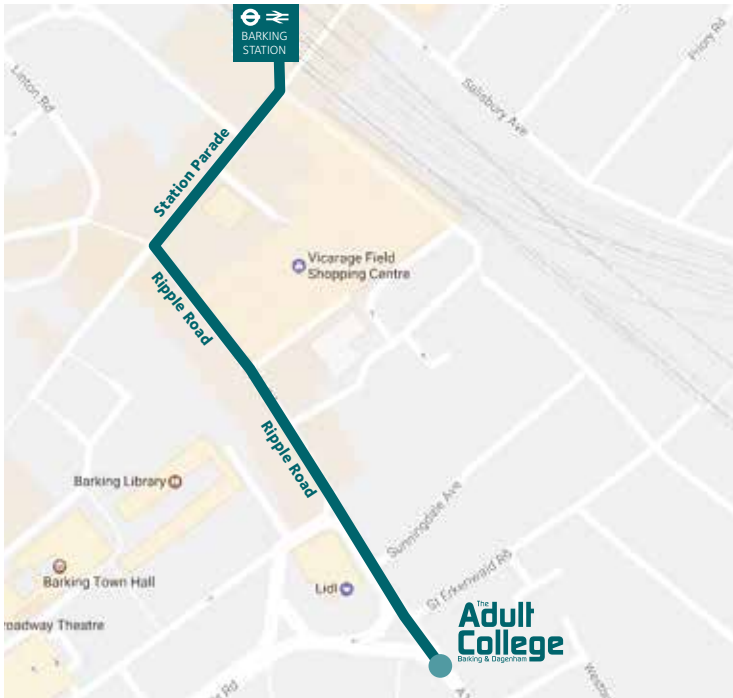 BARKING
STATION
Priory Rd
Linton Rd
Salisbury Ave
Station Parade
Vicarage Field
Shopping Centre
Ripple Road
Ripple Road
Barking Library
Sunningdale Ave
Barking Town Hall
St Erkenwald Rd
Lidl
The
Adult
College
Barking & Dagenham
roadway Theatre
Rd